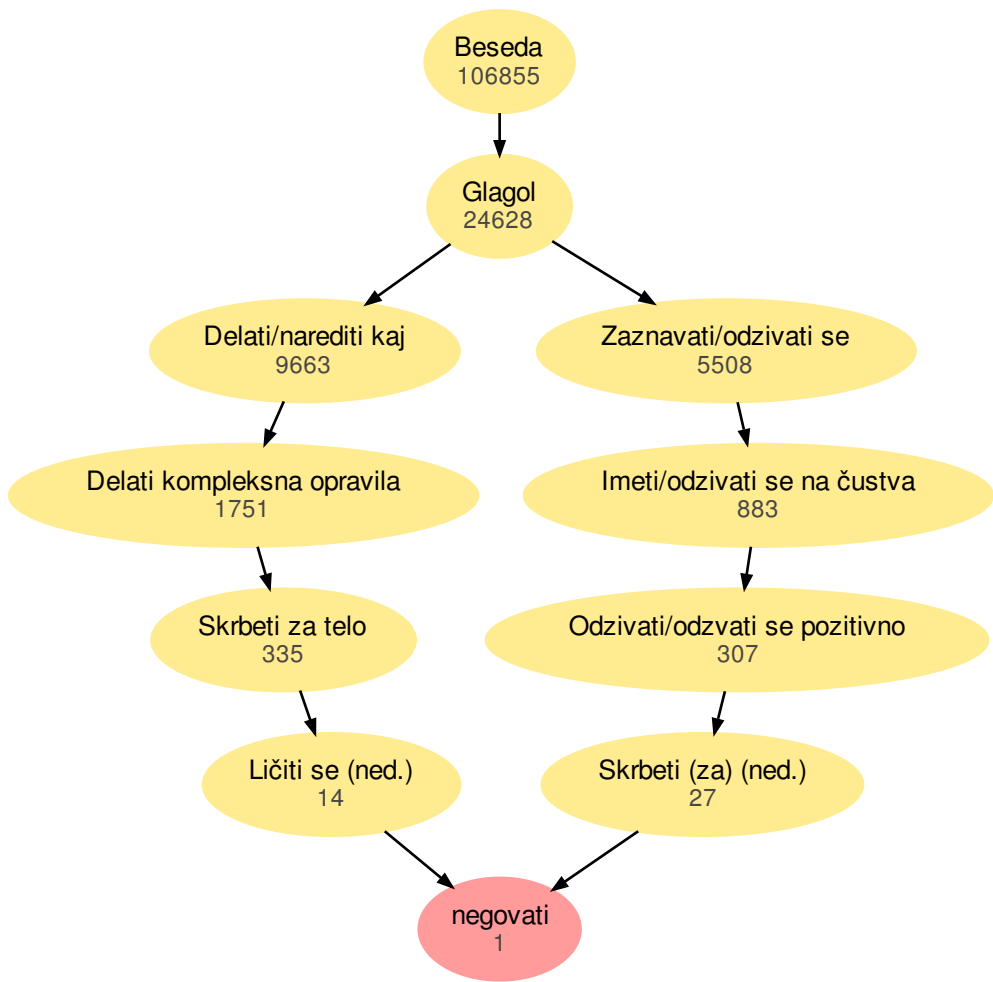 Beseda
106855
Glagol
24628
Delati/narediti kaj
9663
Zaznavati/odzivati se
5508
Delati kompleksna opravila
1751
Imeti/odzivati se na čustva
883
Skrbeti za telo
335
Odzivati/odzvati se pozitivno
307
Ličiti se (ned.)
14
Skrbeti (za) (ned.)
27
negovati
1